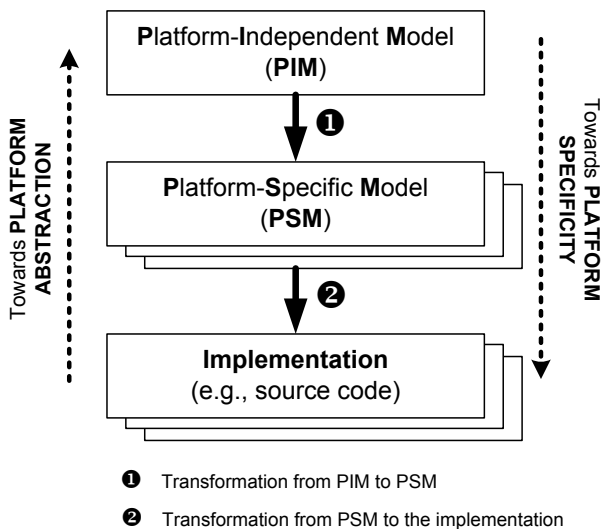 Platform-Independent Model
(PIM)
❶
Towards PLATFORM
ABSTRACTION
Towards PLATFORM
SPECIFICITY
Platform-Specific Model
(PSM)
❷
Implementation
(e.g., source code)
❶ Transformation from PIM to PSM
❷ Transformation from PSM to the implementation